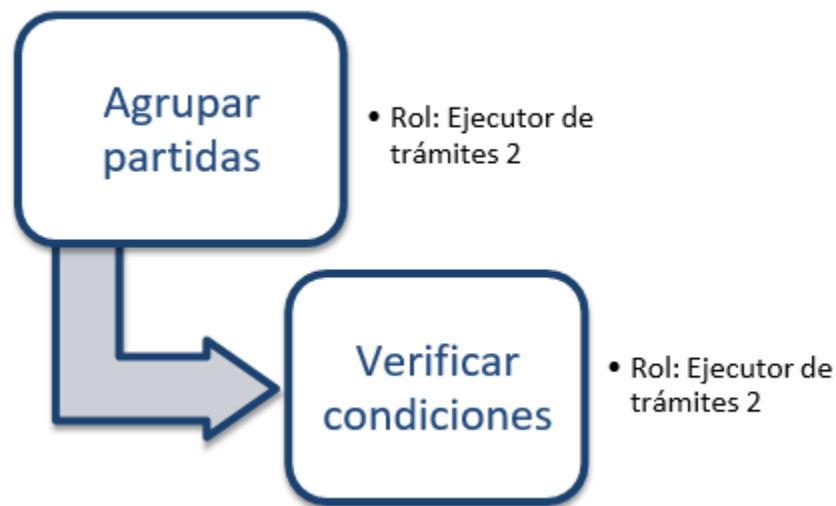 Agrupar
partidas
• Rol: Ejecutor de
trámites 2
Verificar
condiciones
• Rol: Ejecutor de
trámites 2